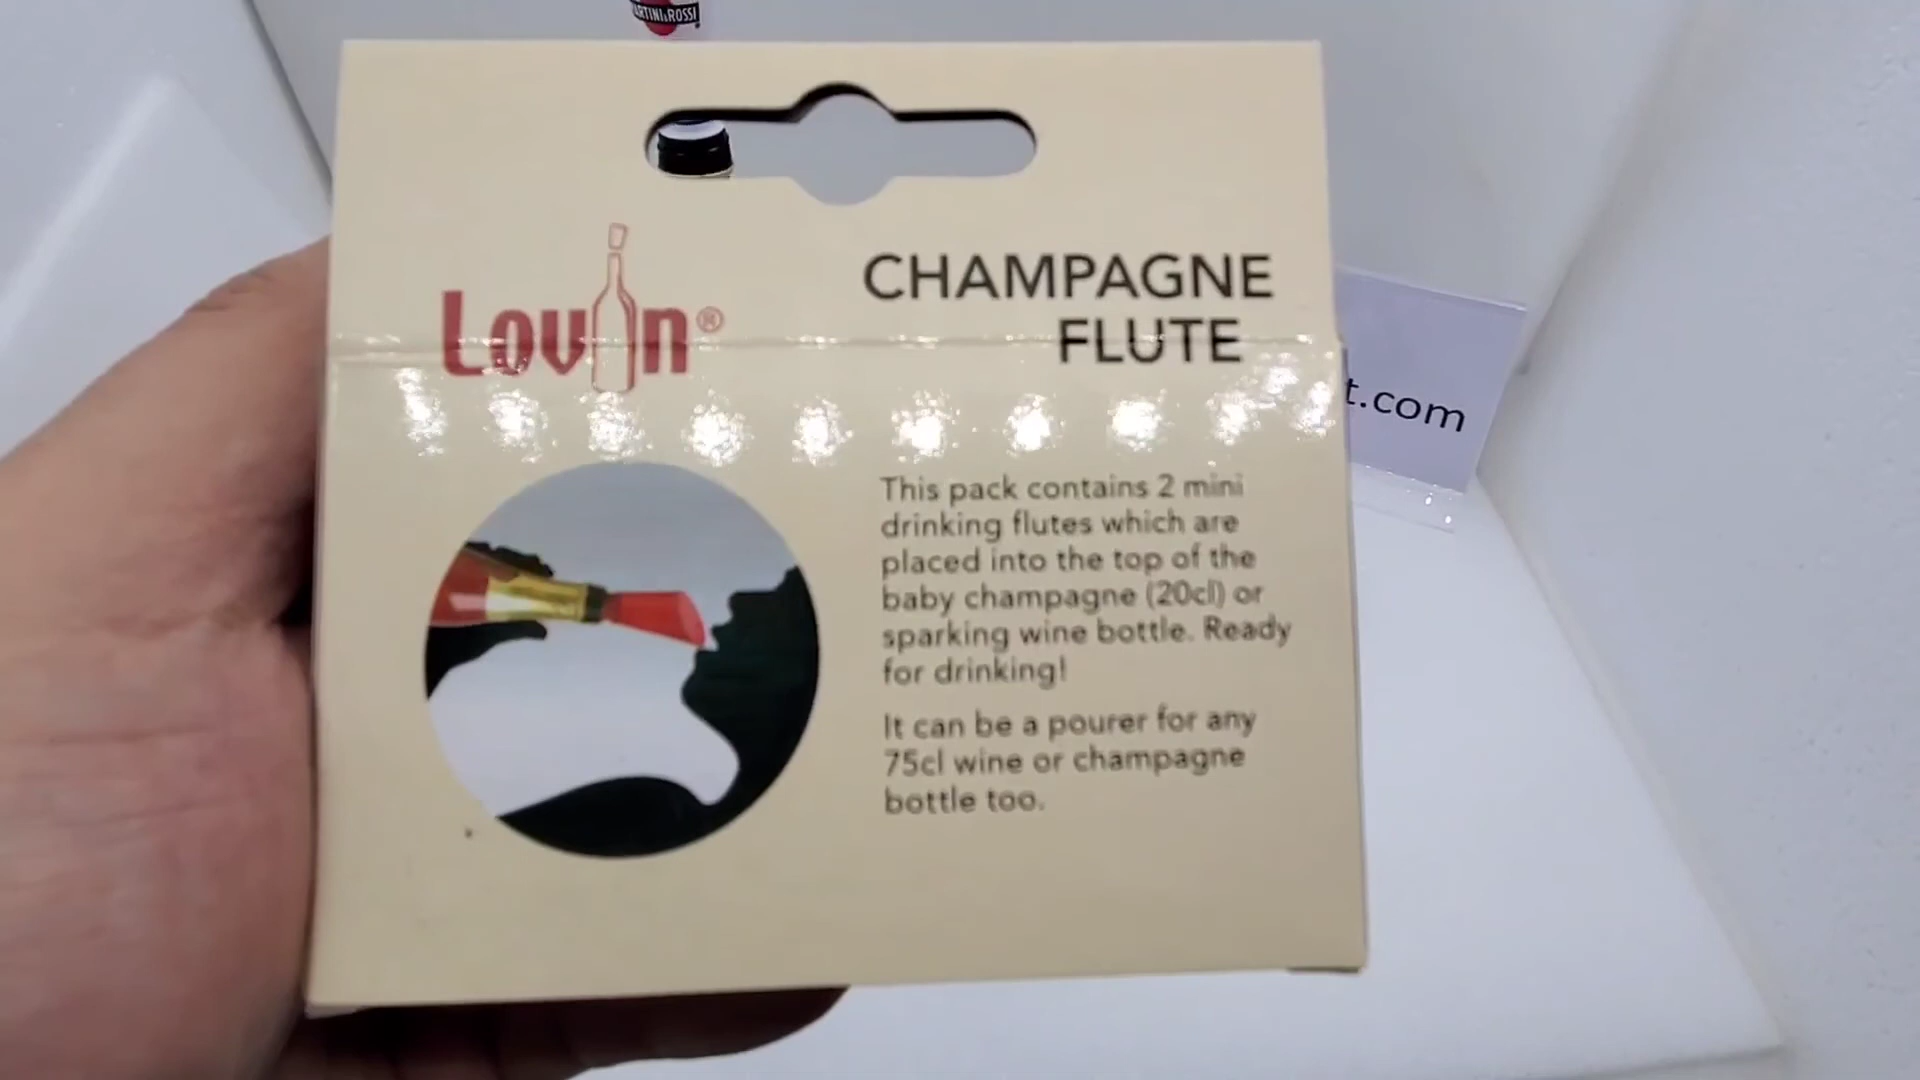 MARTINI & ROSSI
Lovin®
CHAMPAGNE
FLUTE
t.com
This pack contains 2 mini
drinking flutes which are
placed into the top of the
baby champagne (20cl) or
sparking wine bottle. Ready
for drinking!
It can be a pourer for any
75cl wine or champagne
bottle too.